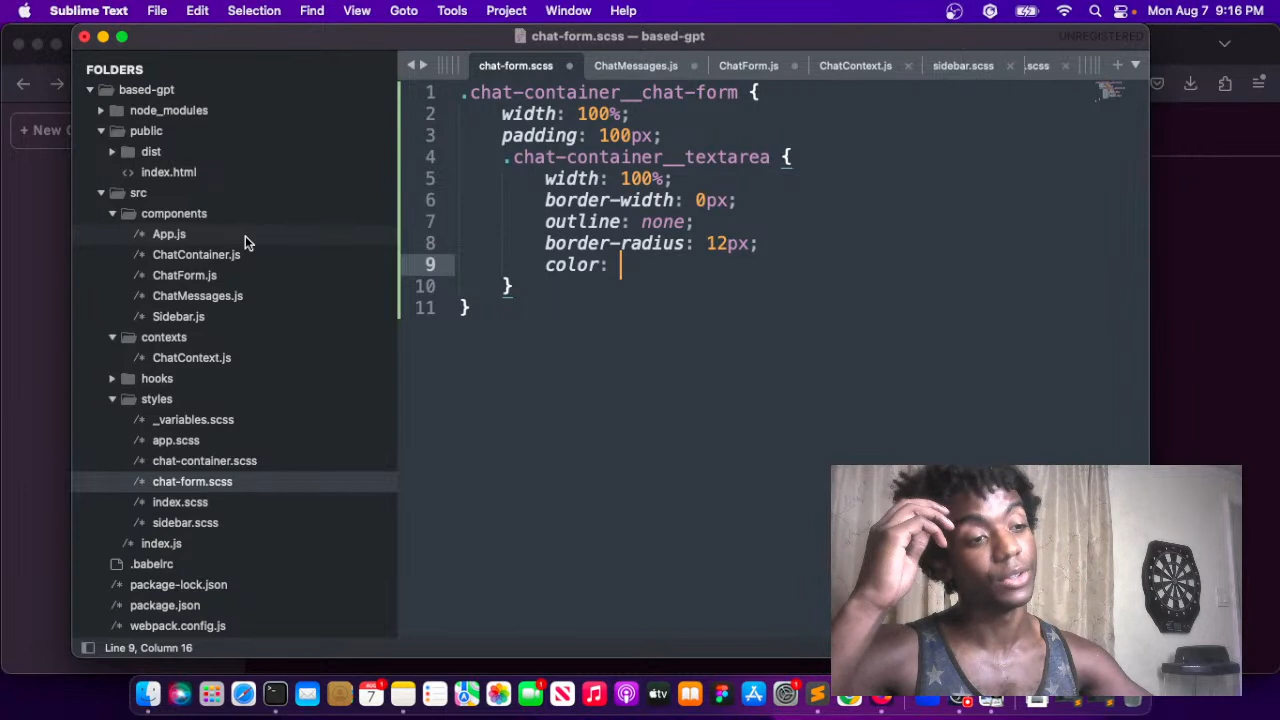 Sublime Text File Edit Selection Find View Goto Tools Project Window Help Mon Aug 7 9:16 PM
chat-form.scss — based-gpt
UNREGISTERED
FOLDERS
based-gpt
node_modules
public
dist
index.html
src
components
App.js
ChatContainer.js
ChatForm.js
ChatMessages.js
Sidebar.js
contexts
ChatContext.js
hooks
styles
_variables.scss
app.scss
chat-container.scss
chat-form.scss
index.scss
sidebar.scss
index.js
.babelrc
package-lock.json
package.json
webpack.config.js
chat-form.scss ChatMessages.js ChatForm.js ChatContext.js sidebar.scss .scss
1 .chat-container__chat-form {
2 width: 100%;
3 padding: 100px;
4 .chat-container__textarea {
5 width: 100%;
6 border-width: 0px;
7 outline: none;
8 border-radius: 12px;
9 color:
10 }
11 }
+ New C
Line 9, Column 16